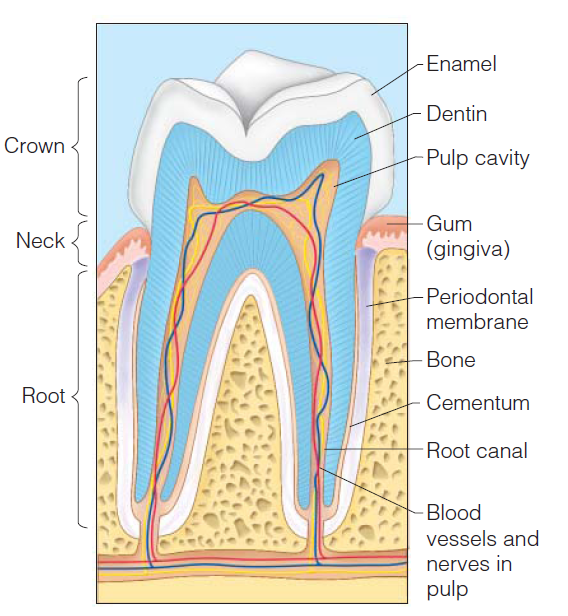 Enamel
Dentin
Crown
Pulp cavity
Gum
(gingiva)
Neck
Periodontal
membrane
Bone
Root
Cementum
Root canal
Blood
vessels and
nerves in
pulp